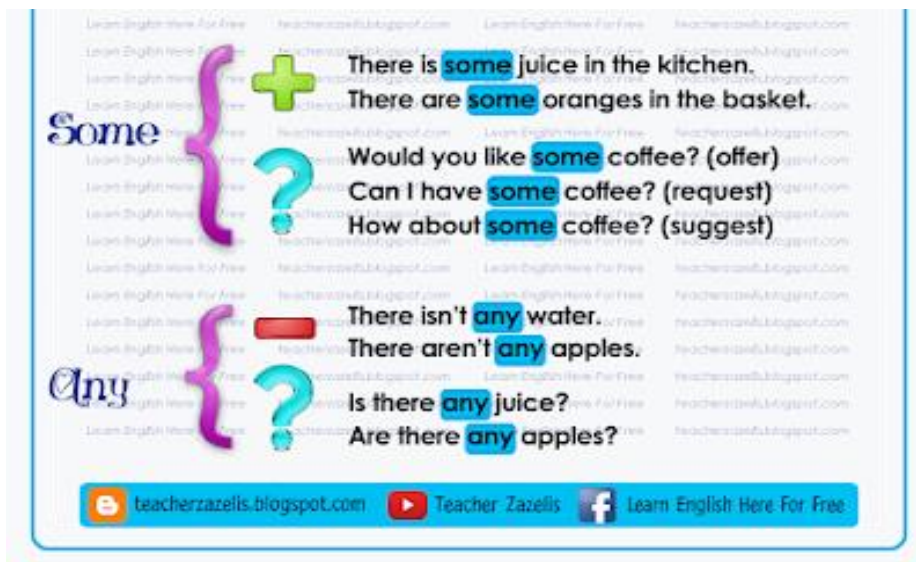 There is some juice in the kitchen.
There are some oranges in the basket.
Some
Would you like some coffee? (offer)
Can I have some coffee? (request)
How about some coffee? (suggest)
There isn't any water.
There aren't any apples.
Any
Is there any juice?
Are there any apples?
teacherzazelis.blogspot.com Teacher Zazelis Learn English Here For Free